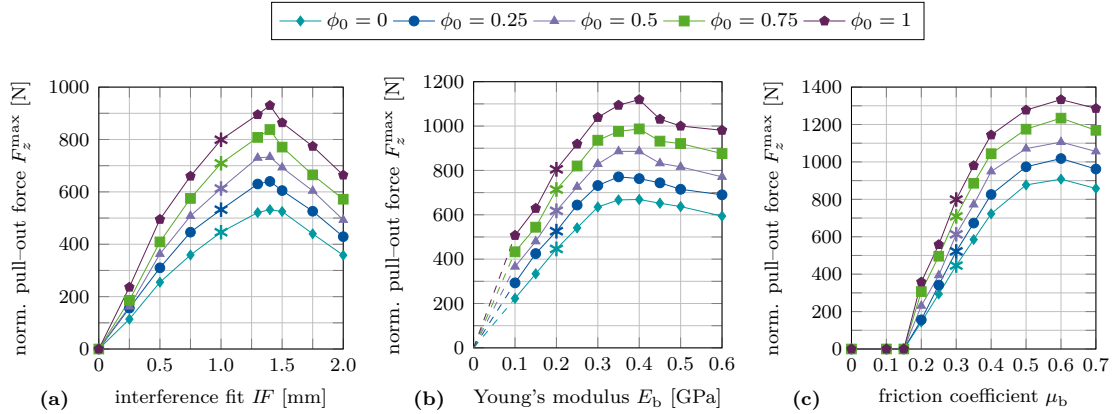 ϕ₀ = 0 ϕ₀ = 0.25 ϕ₀ = 0.5 ϕ₀ = 0.75 ϕ₀ = 1
norm. pull–out force F_z^max [N]
1000
800
600
400
200
0
0 0.5 1.0 1.5 2.0
(a) interference fit IF [mm]
norm. pull–out force F_z^max [N]
1200
1000
800
600
400
200
0
0 0.1 0.2 0.3 0.4 0.5 0.6
(b) Young's modulus E_b [GPa]
norm. pull–out force F_z^max [N]
1400
1200
1000
800
600
400
200
0
0 0.1 0.2 0.3 0.4 0.5 0.6 0.7
(c) friction coefficient μ_b